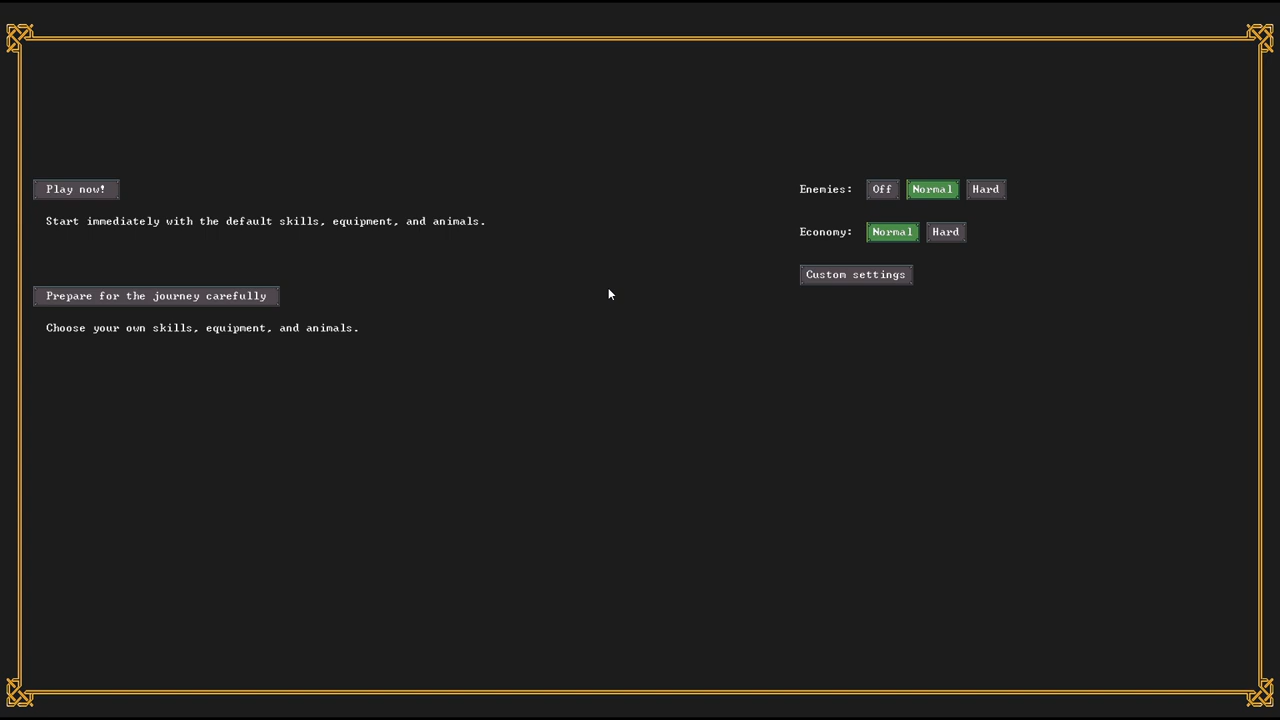 Play now!
Start immediately with the default skills, equipment, and animals.
Prepare for the journey carefully
Choose your own skills, equipment, and animals.
Enemies: Off Normal Hard
Economy: Normal Hard
Custom settings